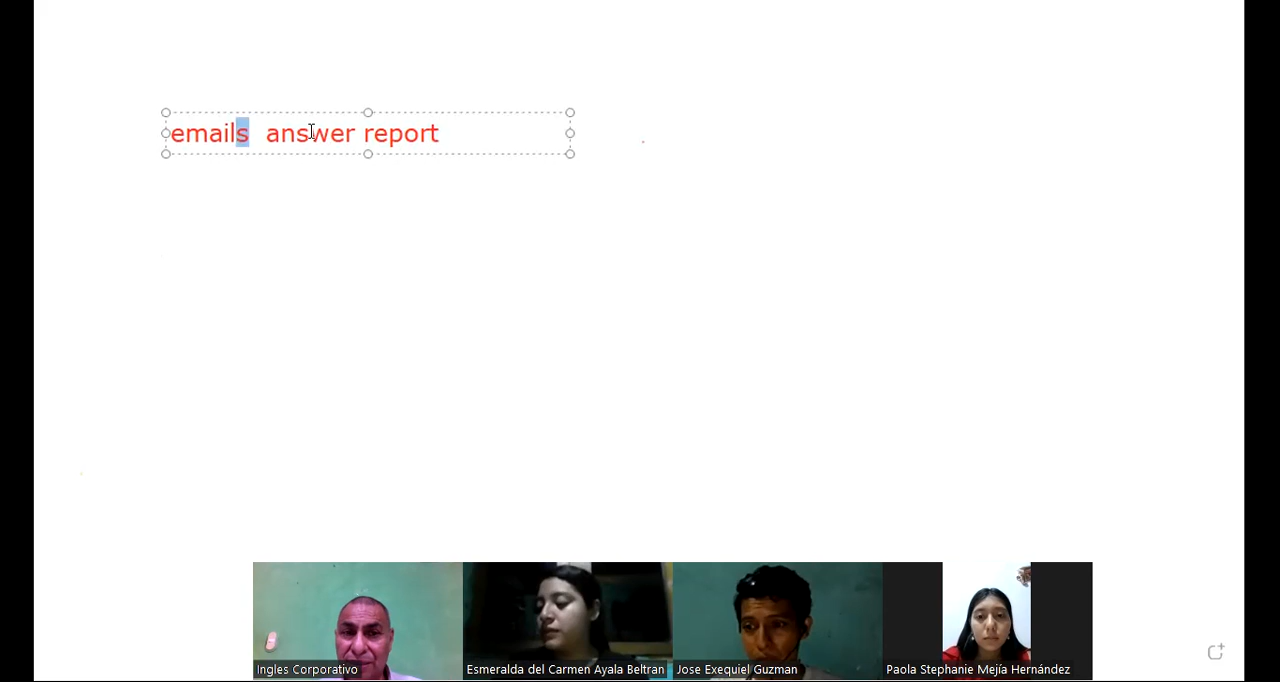 emails  answer report
Ingles Corporativo
Esmeralda del Carmen Ayala Beltran
Jose Exequiel Guzman
Paola Stephanie Mejía Hernández